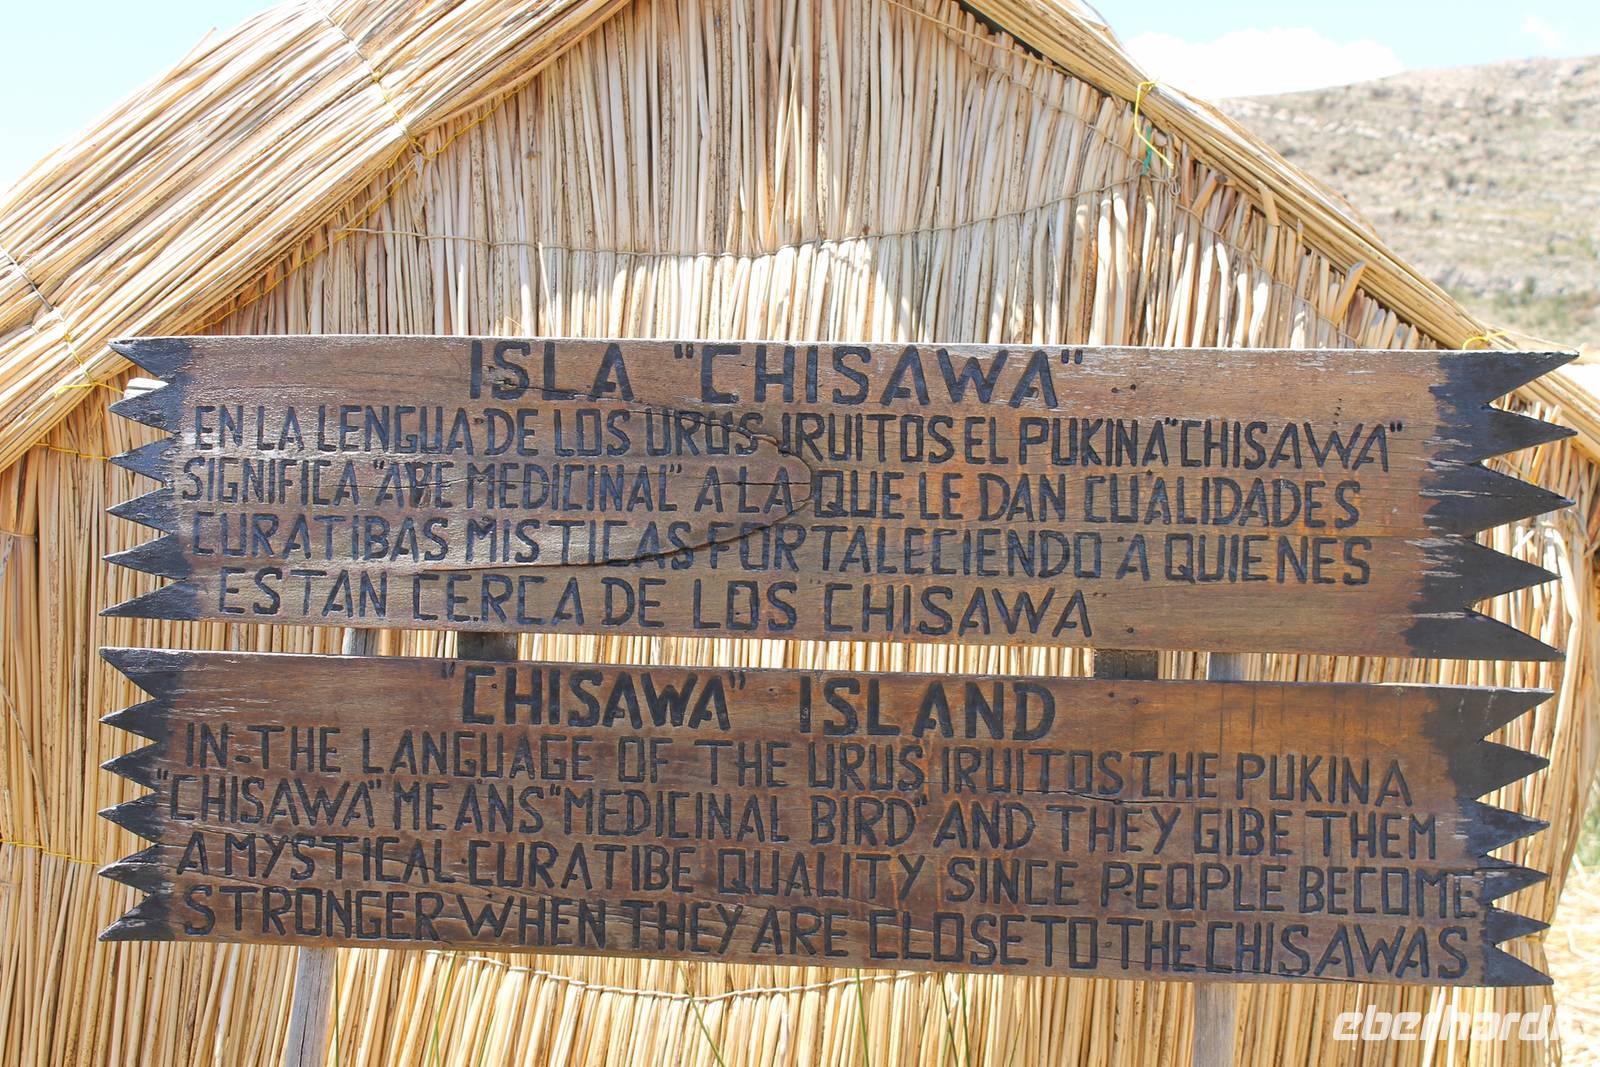 ISLA "CHISAWA"
EN LA LENGUA DE LOS URUS IRUITOS EL PUKINA "CHISAWA"
SIGNIFICA "AVE MEDICINAL" A LA QUE LE DAN CUALIDADES
CURATIBAS MISTICAS FORTALECIENDO A QUIENES
ESTAN CERCA DE LOS CHISAWA
"CHISAWA" ISLAND
IN THE LANGUAGE OF THE URUS IRUITOS THE PUKINA
"CHISAWA" MEANS "MEDICINAL BIRD" AND THEY GIBE THEM
A MYSTICAL CURATIBE QUALITY SINCE PEOPLE BECOME
STRONGER WHEN THEY ARE CLOSE TO THE CHISAWAS
eberhardt